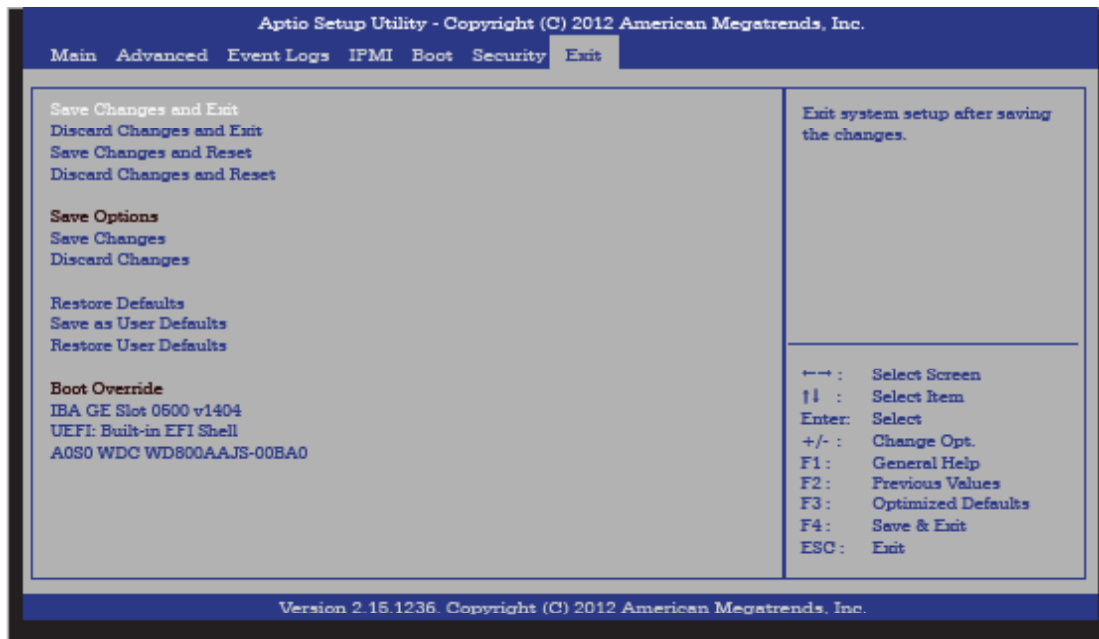 Aptio Setup Utility - Copyright (C) 2012 American Megatrends, Inc.
Main Advanced Event Logs IPMI Boot Security Exit
Save Changes and Exit
Discard Changes and Exit
Save Changes and Reset
Discard Changes and Reset
Save Options
Save Changes
Discard Changes
Restore Defaults
Save as User Defaults
Restore User Defaults
Boot Override
IBA GE Slot 0500 v1404
UEFI: Built-in EFI Shell
A0S0 WDC WD800AAJS-00BA0
Exit system setup after saving
the changes.
←→ : Select Screen
↑↓ : Select Item
Enter: Select
+/- : Change Opt.
F1 : General Help
F2 : Previous Values
F3 : Optimized Defaults
F4 : Save & Exit
ESC : Exit
Version 2.15.1236. Copyright (C) 2012 American Megatrends, Inc.